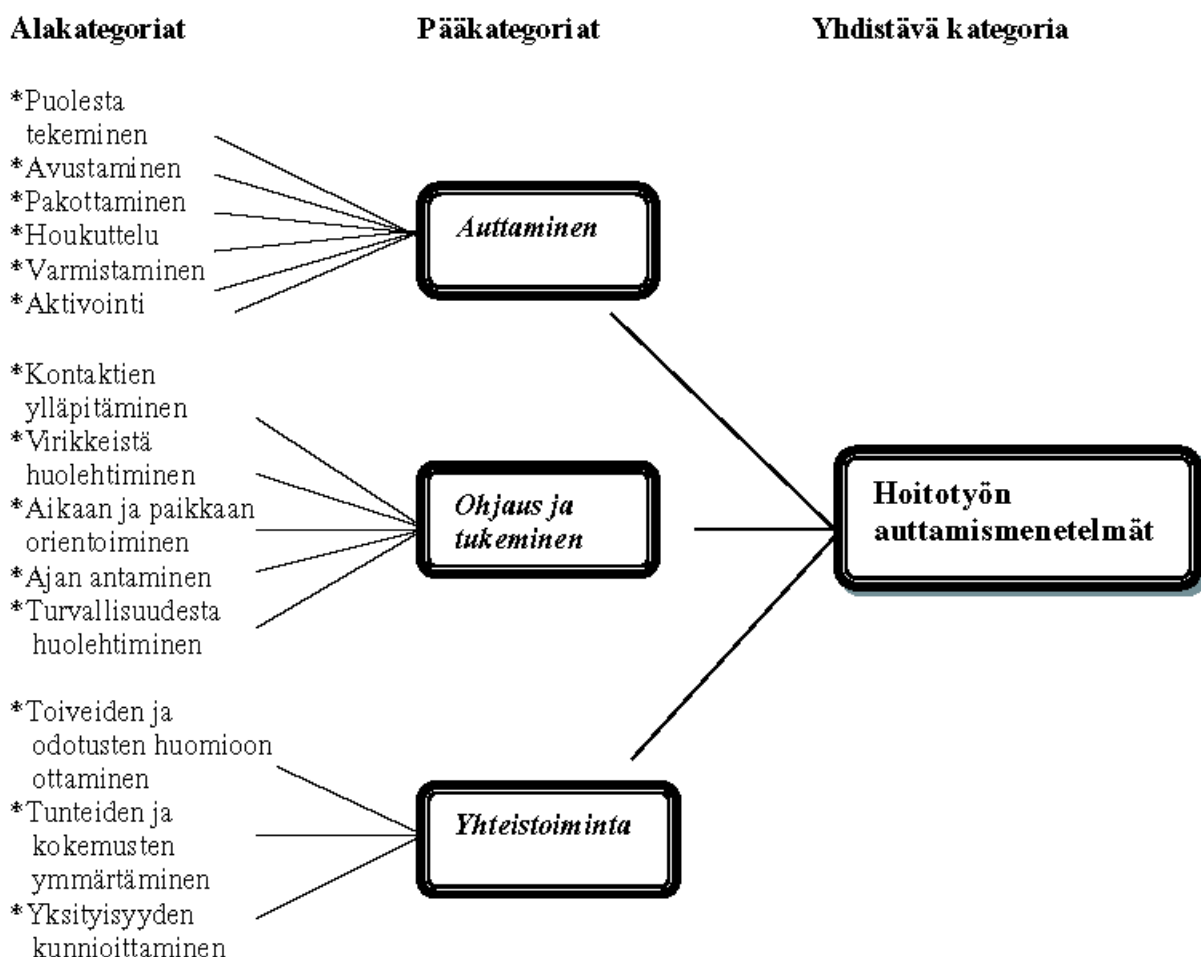 Alakategoriat Pääkategoriat Yhdistävä kategoria
*Puolesta
tekeminen
*Avustaminen
*Pakottaminen
*Houkuttelu
*Varmistaminen
*Aktivointi
Auttaminen
*Kontaktien
ylläpitäminen
*Virikkeistä
huolehtiminen
*Aikaan ja paikkaan
orientoiminen
*Ajan antaminen
*Turvallisuudesta
huolehtiminen
Ohjaus ja
tukeminen
Hoitotyön
auttamismenetelmät
*Toiveiden ja
odotusten huomioon
ottaminen
*Tunteiden ja
kokemusten
ymmärtäminen
*Yksityisyyden
kunnioittaminen
Yhteistoiminta